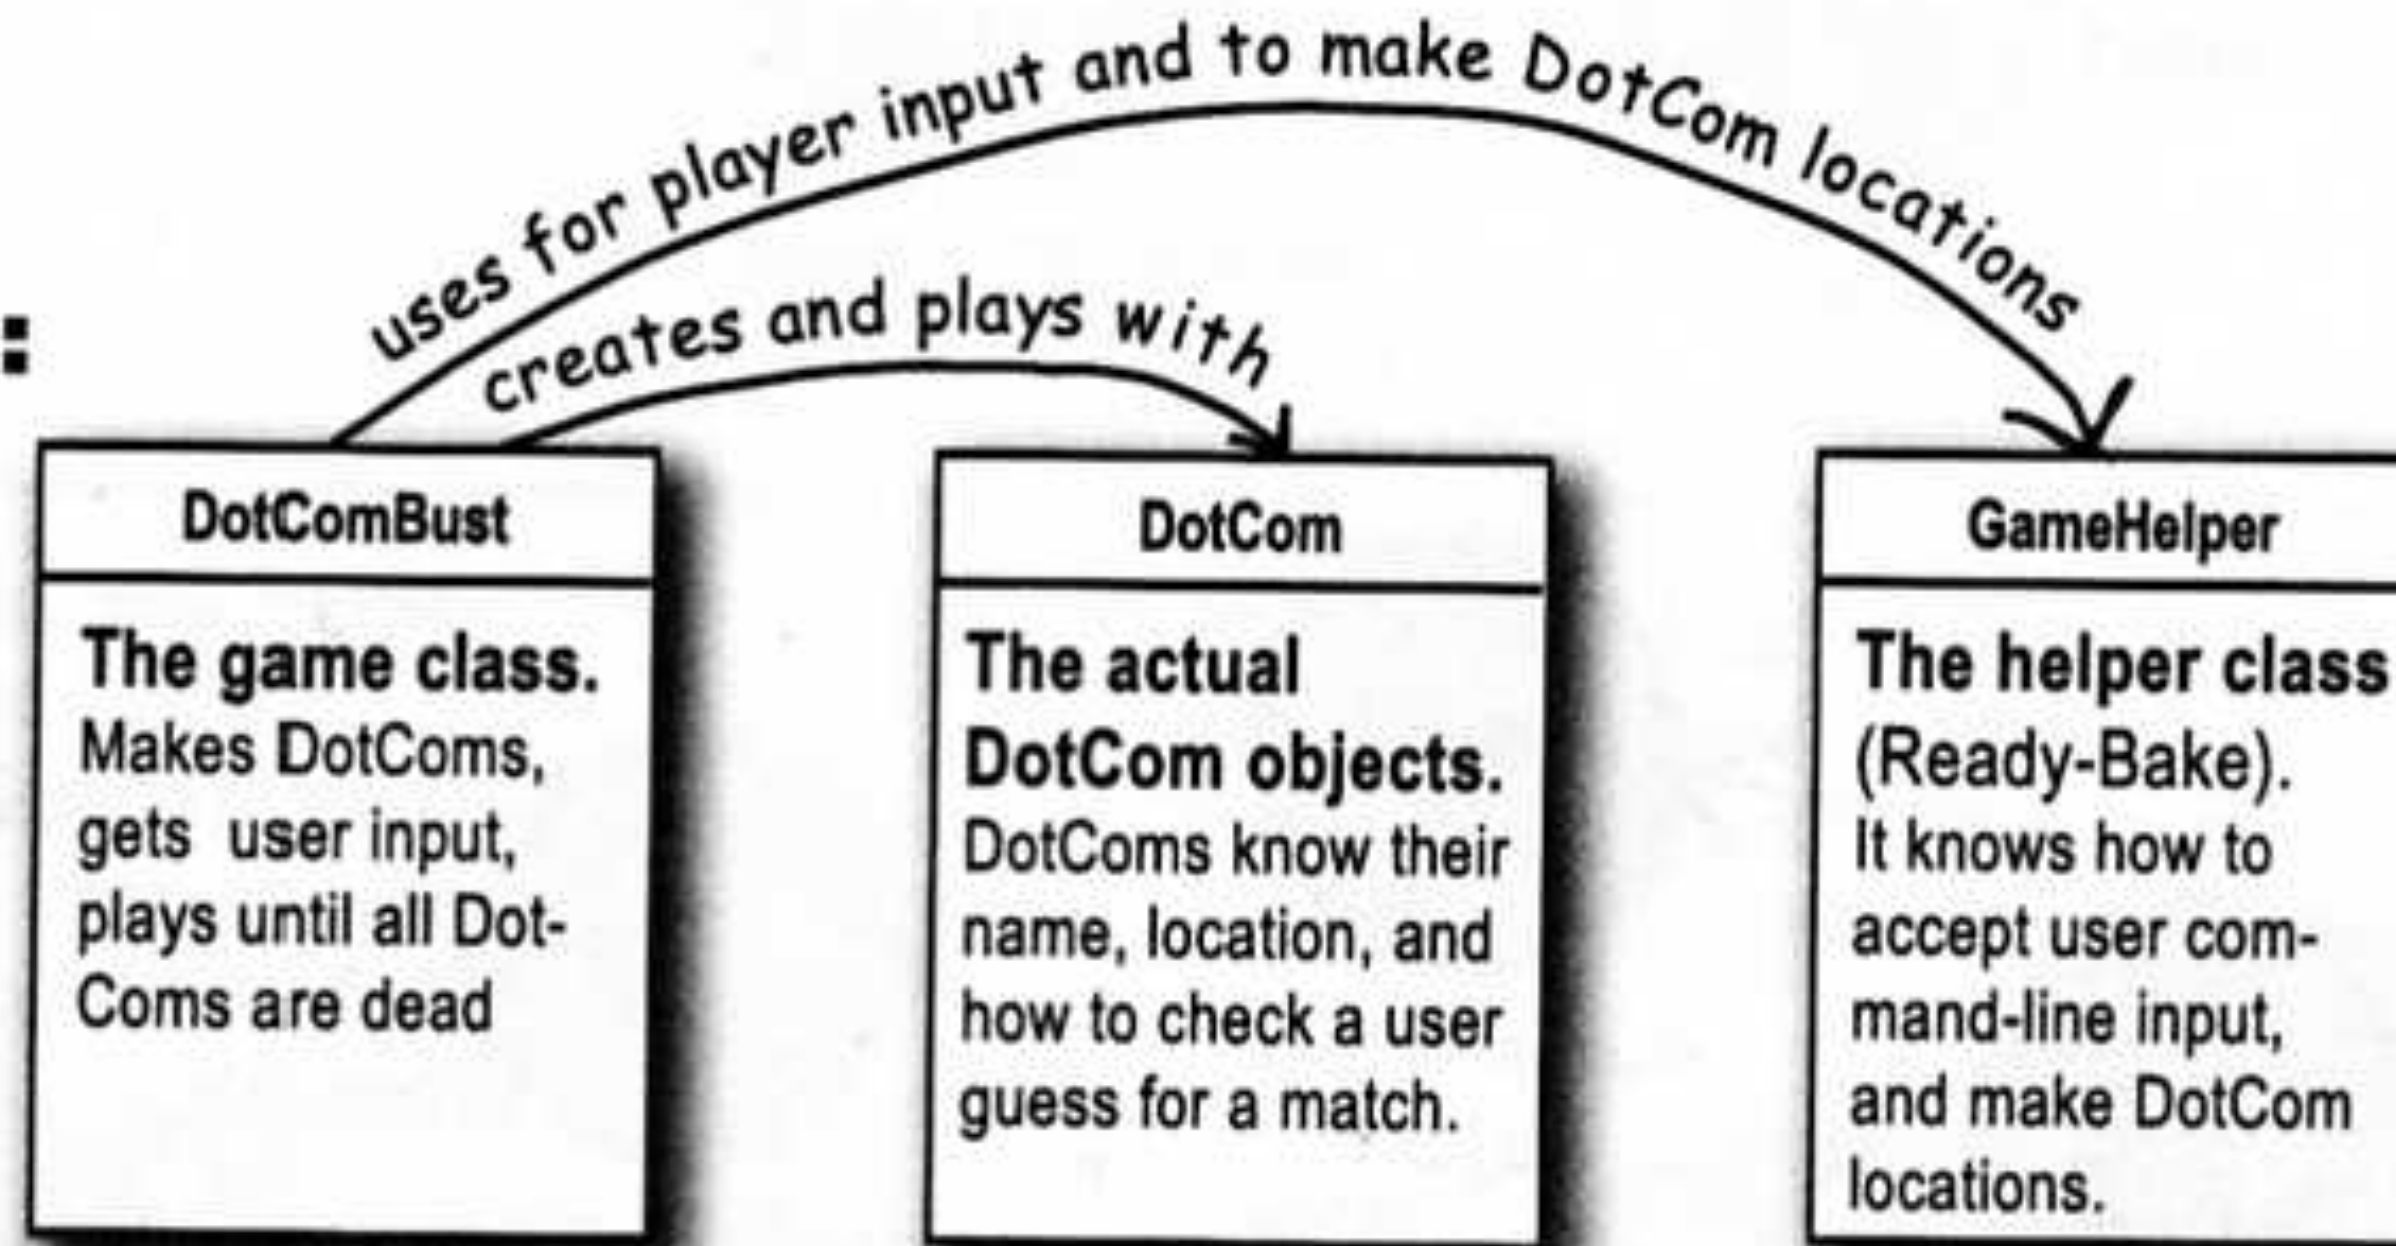 uses for player input and to make DotCom locations
creates and plays with
:
DotComBust
The game class.
Makes DotComs,
gets user input,
plays until all Dot-
Coms are dead
DotCom
The actual
DotCom objects.
DotComs know their
name, location, and
how to check a user
guess for a match.
GameHelper
The helper class
(Ready-Bake).
It knows how to
accept user com-
mand-line input,
and make DotCom
locations.